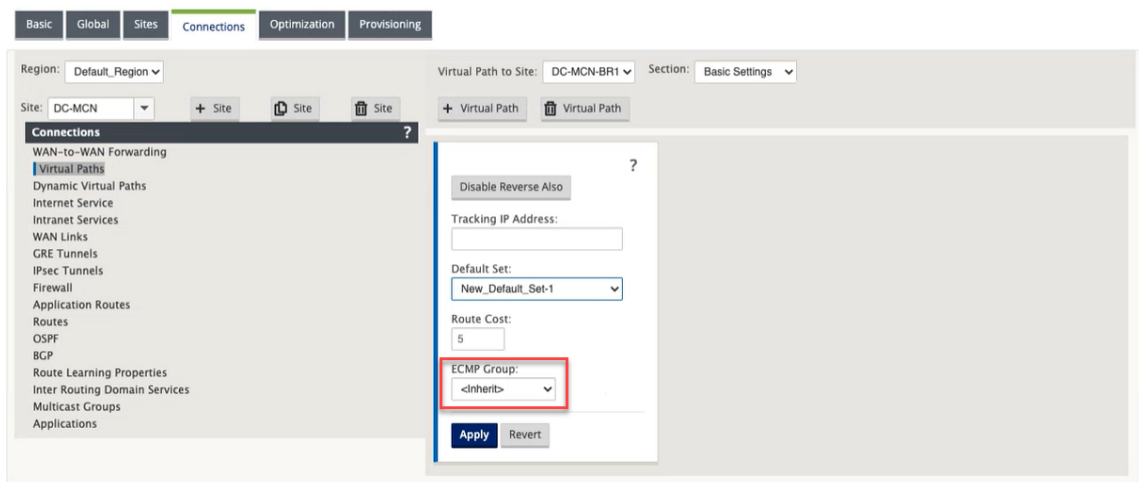 Basic Global Sites Connections Optimization Provisioning
Region: Default_Region
Site: DC-MCN + Site Site Site
Connections ?
WAN-to-WAN Forwarding
Virtual Paths
Dynamic Virtual Paths
Internet Service
Intranet Services
WAN Links
GRE Tunnels
IPsec Tunnels
Firewall
Application Routes
Routes
OSPF
BGP
Route Learning Properties
Inter Routing Domain Services
Multicast Groups
Applications
Virtual Path to Site: DC-MCN-BR1 Section: Basic Settings
+ Virtual Path Virtual Path
?
Disable Reverse Also
Tracking IP Address:
Default Set:
New_Default_Set-1
Route Cost:
5
ECMP Group:
<Inherit>
Apply Revert